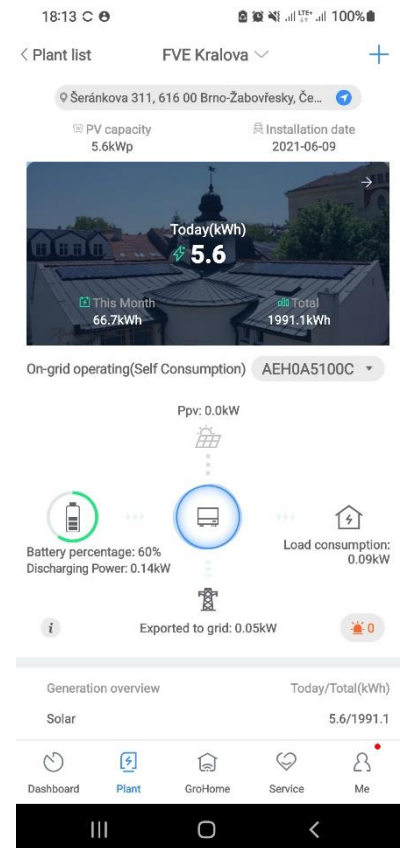 18:13
LTE+ 100%
Plant list FVE Kralova
Šeránkova 311, 616 00 Brno-Žabovřesky, Če...
PV capacity Installation date
5.6kWp 2021-06-09
Today(kWh)
5.6
This Month Total
66.7kWh 1991.1kWh
On-grid operating(Self Consumption) AEH0A5100C
Ppv: 0.0kW
Battery percentage: 60%
Discharging Power: 0.14kW
Load consumption:
0.09kW
i Exported to grid: 0.05kW 0
Generation overview Today/Total(kWh)
Solar 5.6/1991.1
Dashboard Plant GroHome Service Me